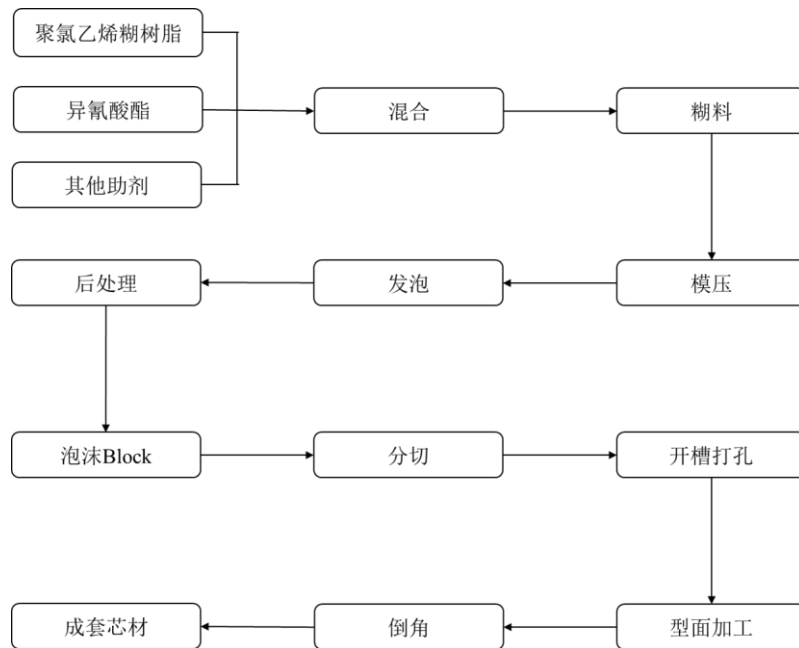 聚氯乙烯糊树脂
异氰酸酯
混合
糊料
其他助剂
后处理
发泡
模压
泡沫Block
分切
开槽打孔
成套芯材
倒角
型面加工